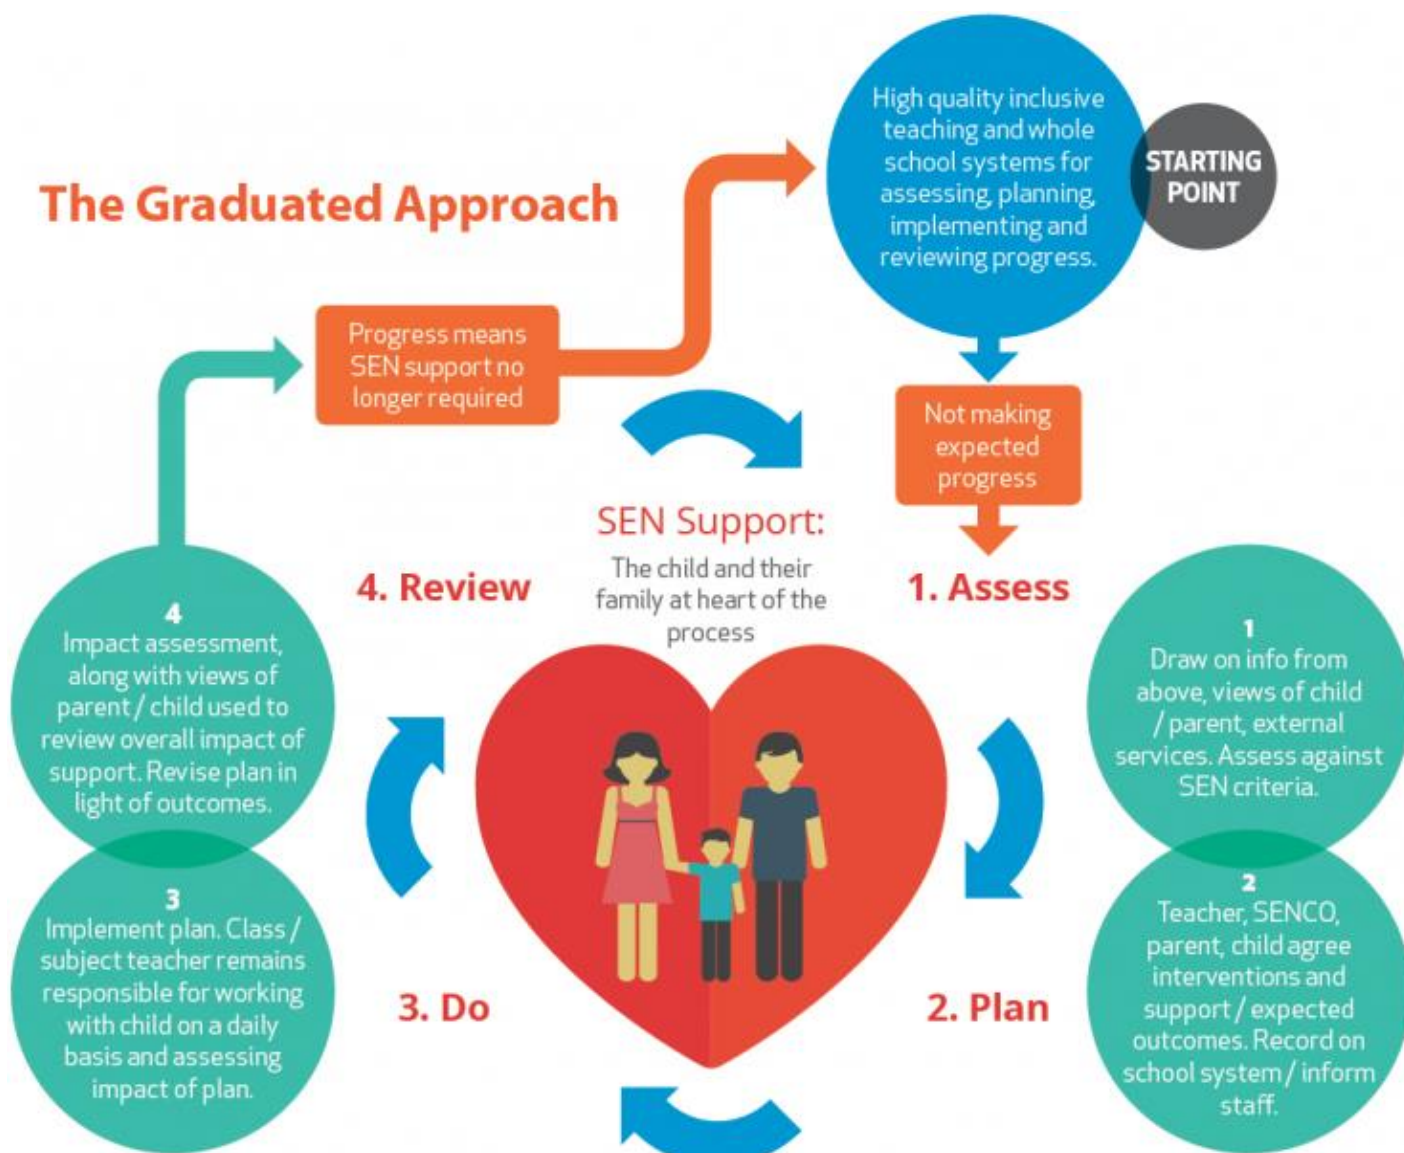 The Graduated Approach
High quality inclusive
teaching and whole
school systems for
assessing, planning,
implementing and
reviewing progress.
STARTING
POINT
Progress means
SEN support no
longer required
Not making
expected
progress
SEN Support:
The child and their
family at heart of the
process
4. Review
1. Assess
4
Impact assessment,
along with views of
parent / child used to
review overall impact of
support. Revise plan in
light of outcomes.
1
Draw on info from
above, views of child
/ parent, external
services. Assess against
SEN criteria.
3
Implement plan. Class /
subject teacher remains
responsible for working
with child on a daily
basis and assessing
impact of plan.
3. Do
2. Plan
2
Teacher, SENCO,
parent, child agree
interventions and
support / expected
outcomes. Record on
school system / inform
staff.